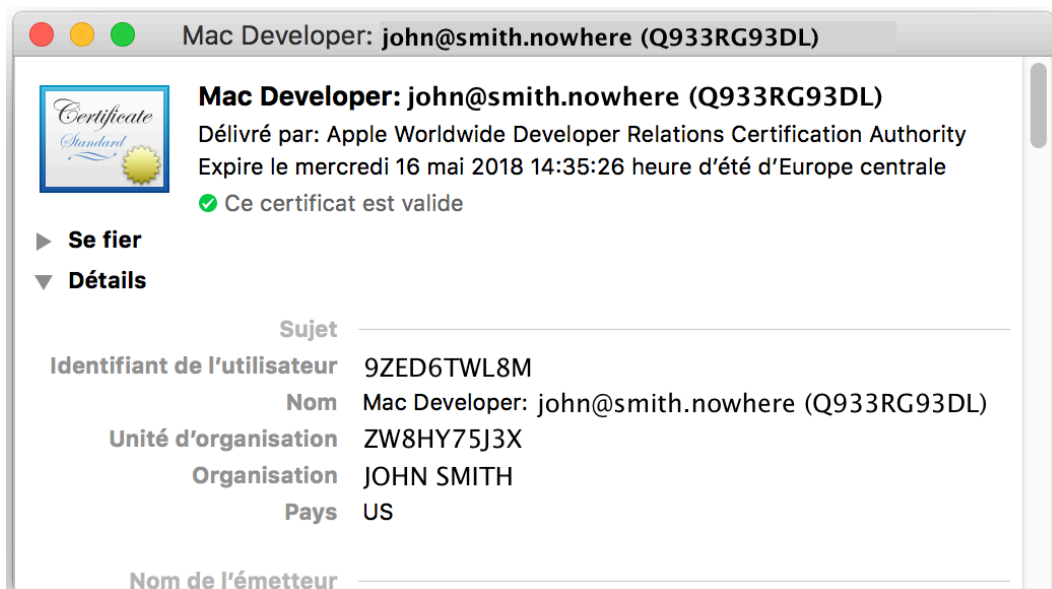 Mac Developer: john@smith.nowhere (Q933RG93DL)
Certificate
Standard
Mac Developer: john@smith.nowhere (Q933RG93DL)
Délivré par: Apple Worldwide Developer Relations Certification Authority
Expire le mercredi 16 mai 2018 14:35:26 heure d’été d’Europe centrale
Ce certificat est valide
Se fier
Détails
Sujet
Identifiant de l’utilisateur 9ZED6TWL8M
Nom Mac Developer: john@smith.nowhere (Q933RG93DL)
Unité d’organisation ZW8HY75J3X
Organisation JOHN SMITH
Pays US
Nom de l’émetteur